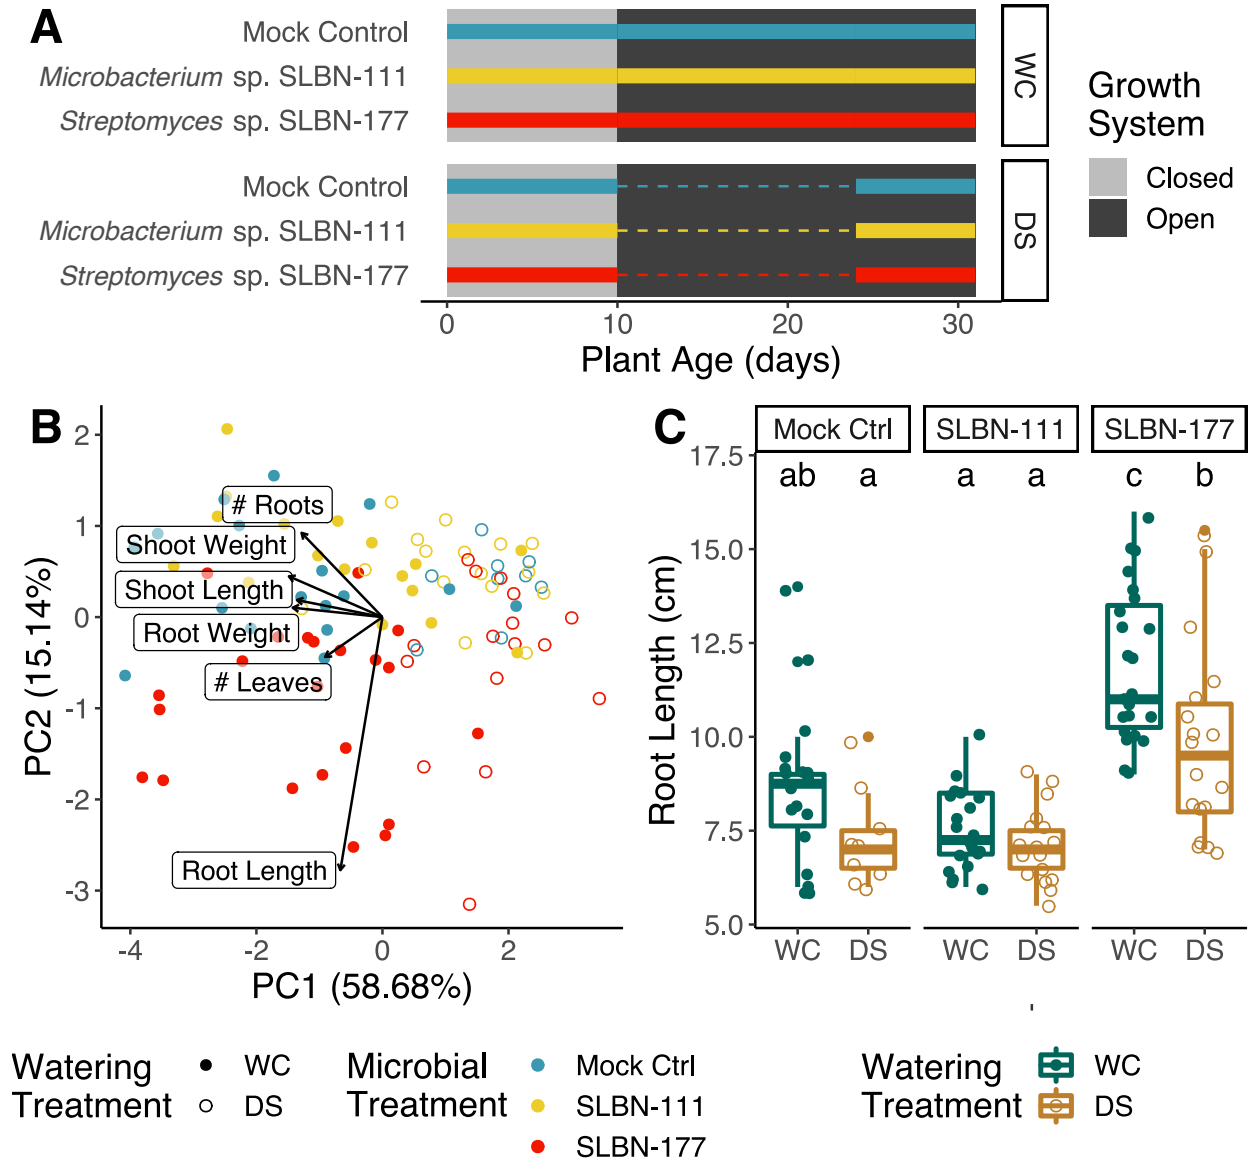 A
Mock Control
Microbacterium sp. SLBN-111
Streptomyces sp. SLBN-177
WC
Mock Control
Microbacterium sp. SLBN-111
Streptomyces sp. SLBN-177
DS
0 10 20 30
Plant Age (days)
Growth
System
Closed
Open
B
2
1
0
-1
-2
-3
PC2 (15.14%)
# Roots
Shoot Weight
Shoot Length
Root Weight
# Leaves
Root Length
-4 -2 0 2
PC1 (58.68%)
C
Mock Ctrl SLBN-111 SLBN-177
ab a a a c b
17.5
15.0
12.5
10.0
7.5
5.0
Root Length (cm)
WC DS WC DS WC DS
Watering
Treatment
WC
DS
Microbial
Treatment
Mock Ctrl
SLBN-111
SLBN-177
Watering
Treatment
WC
DS